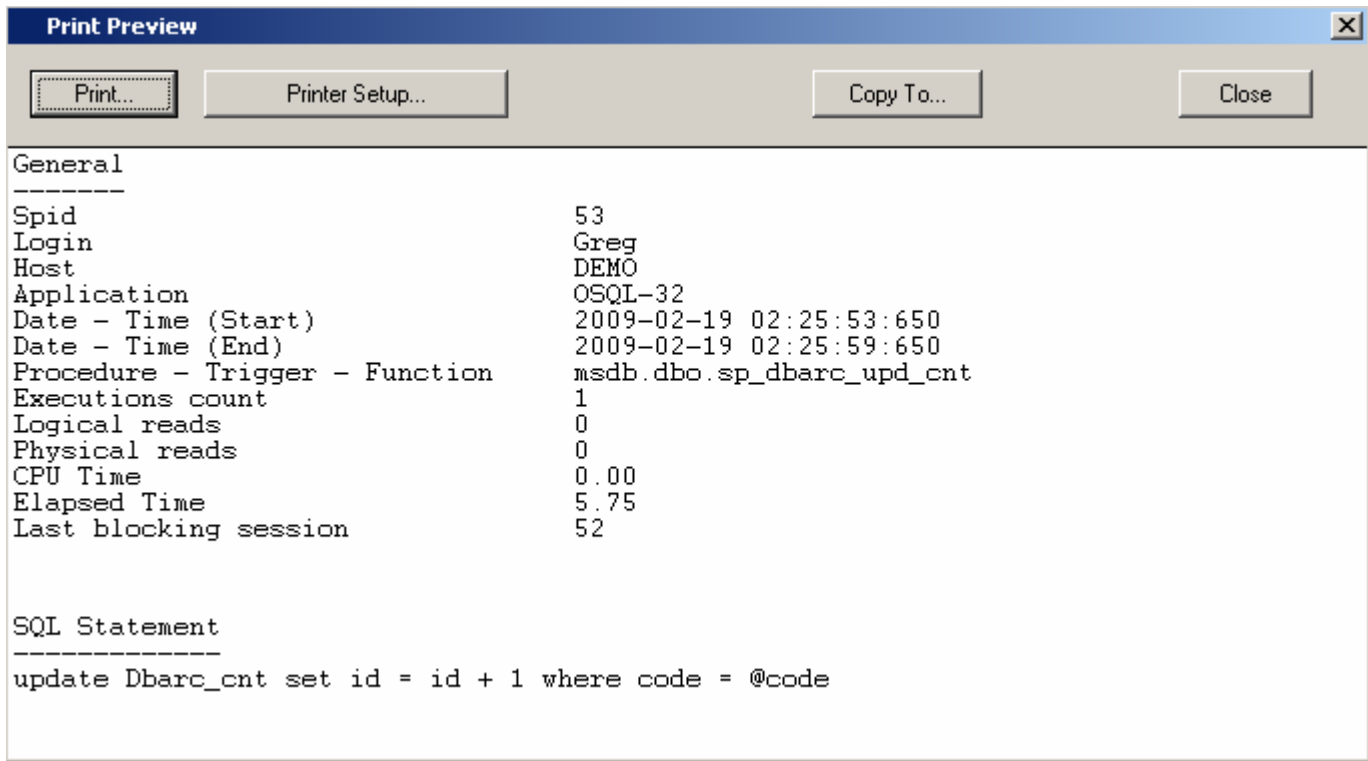 Print Preview
Print... Printer Setup... Copy To... Close
General
-------
Spid 53
Login Greg
Host DEMO
Application OSQL-32
Date - Time (Start) 2009-02-19 02:25:53:650
Date - Time (End) 2009-02-19 02:25:59:650
Procedure - Trigger - Function msdb.dbo.sp_dbarc_upd_cnt
Executions count 1
Logical reads 0
Physical reads 0
CPU Time 0.00
Elapsed Time 5.75
Last blocking session 52
SQL Statement
-------------
update Dbarc_cnt set id = id + 1 where code = @code